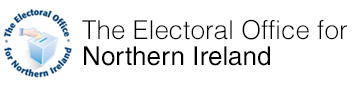 The Electoral Office
for Northern Ireland
The Electoral Office for
Northern Ireland